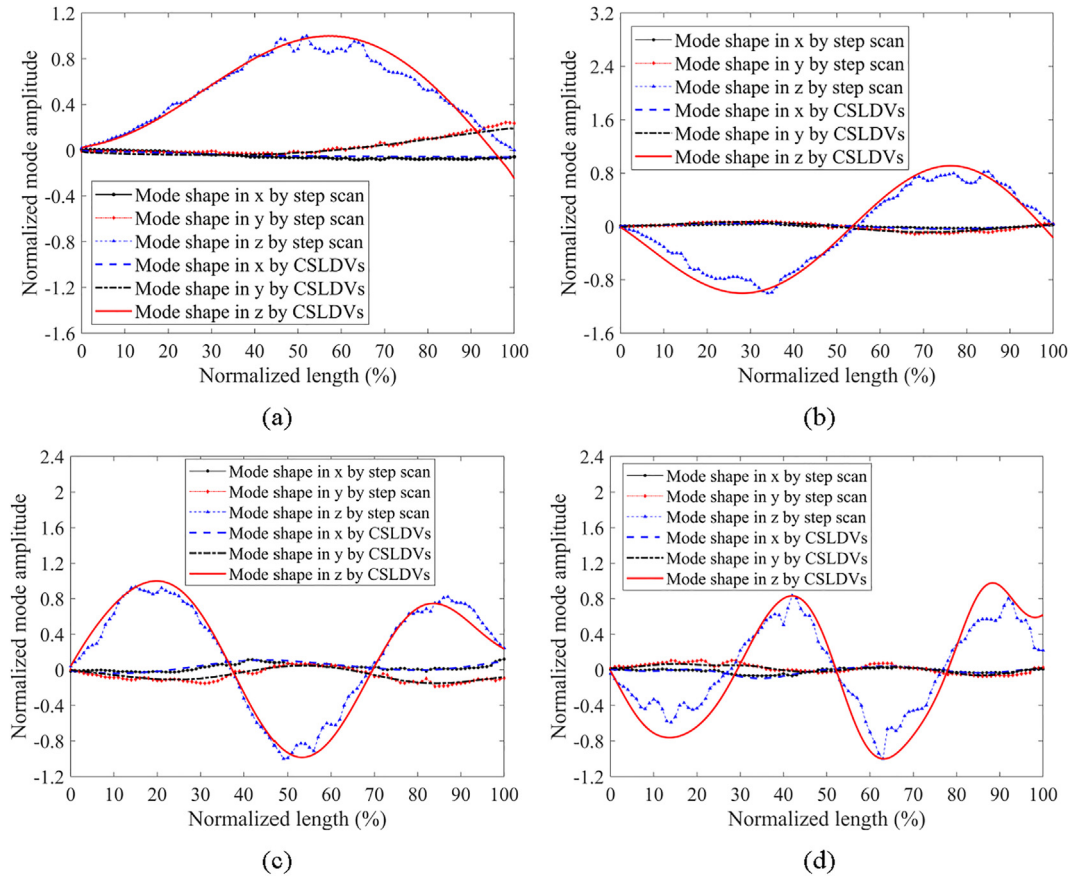 1.2
0.8
0.4
0
-0.4
-0.8
-1.2
-1.6
Normalized mode amplitude
Mode shape in x by step scan
Mode shape in y by step scan
Mode shape in z by step scan
Mode shape in x by CSLDVs
Mode shape in y by CSLDVs
Mode shape in z by CSLDVs
0 10 20 30 40 50 60 70 80 90 100
Normalized length (%)
(a)
3.2
2.4
1.6
0.8
0
-0.8
-1.6
Normalized mode amplitude
Mode shape in x by step scan
Mode shape in y by step scan
Mode shape in z by step scan
Mode shape in x by CSLDVs
Mode shape in y by CSLDVs
Mode shape in z by CSLDVs
0 10 20 30 40 50 60 70 80 90 100
Normalized length (%)
(b)
2.4
2
1.6
1.2
0.8
0.4
0
-0.4
-0.8
-1.2
Normalized mode amplitude
Mode shape in x by step scan
Mode shape in y by step scan
Mode shape in z by step scan
Mode shape in x by CSLDVs
Mode shape in y by CSLDVs
Mode shape in z by CSLDVs
0 10 20 30 40 50 60 70 80 90 100
Normalized length (%)
(c)
2.4
2
1.6
1.2
0.8
0.4
0
-0.4
-0.8
-1.2
Normalized mode amplitude
Mode shape in x by step scan
Mode shape in y by step scan
Mode shape in z by step scan
Mode shape in x by CSLDVs
Mode shape in y by CSLDVs
Mode shape in z by CSLDVs
0 10 20 30 40 50 60 70 80 90 100
Normalized length (%)
(d)